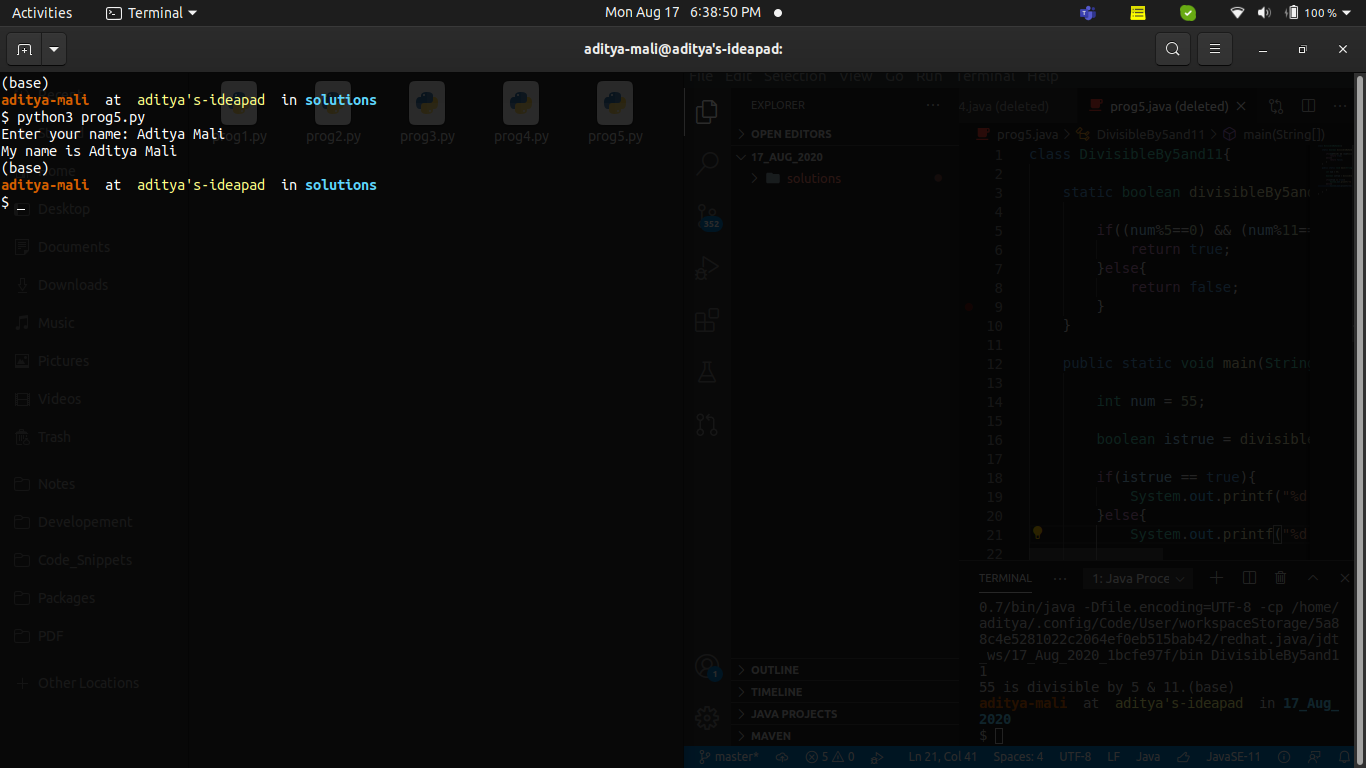 Activities Terminal Mon Aug 17 6:38:50 PM 100 %
aditya-mali@aditya's-ideapad:
(base)
aditya-mali at aditya's-ideapad in solutions
$ python3 prog5.py
Enter your name: Aditya Mali
My name is Aditya Mali
(base)
aditya-mali at aditya's-ideapad in solutions
$ _
prog1.py prog2.py prog3.py prog4.py prog5.py
Home
Desktop
Documents
Downloads
Music
Pictures
Videos
Trash
Notes
Developement
Code_Snippets
Packages
PDF
Other Locations
File Edit Selection View Go Run Terminal Help
EXPLORER
OPEN EDITORS
17_AUG_2020
solutions
352
1
OUTLINE
TIMELINE
JAVA PROJECTS
MAVEN
4.java (deleted) prog5.java (deleted)
prog5.java > DivisibleBy5and11 > main(String[])
1 class DivisibleBy5and11{
2
3 static boolean divisibleBy5an
4
5 if((num%5==0) && (num%11==
6 return true;
7 }else{
8 return false;
9 }
10 }
11
12 public static void main(Strin
13
14 int num = 55;
15
16 boolean istrue = divisibl
17
18 if(istrue == true){
19 System.out.printf("%d
20 }else{
21 System.out.printf("%d
22
TERMINAL 1: Java Proce
0.7/bin/java -Dfile.encoding=UTF-8 -cp /home/
aditya/.config/Code/User/workspaceStorage/5a8
8c4e5281022c2064ef0eb515bab42/redhat.java/jdt
_ws/17_Aug_2020_1bcfe97f/bin DivisibleBy5and1
1
55 is divisible by 5 & 11.(base)
aditya-mali at aditya's-ideapad in 17_Aug_
2020
$
master* 5 0 Ln 21, Col 41 Spaces: 4 UTF-8 LF Java JavaSE-11